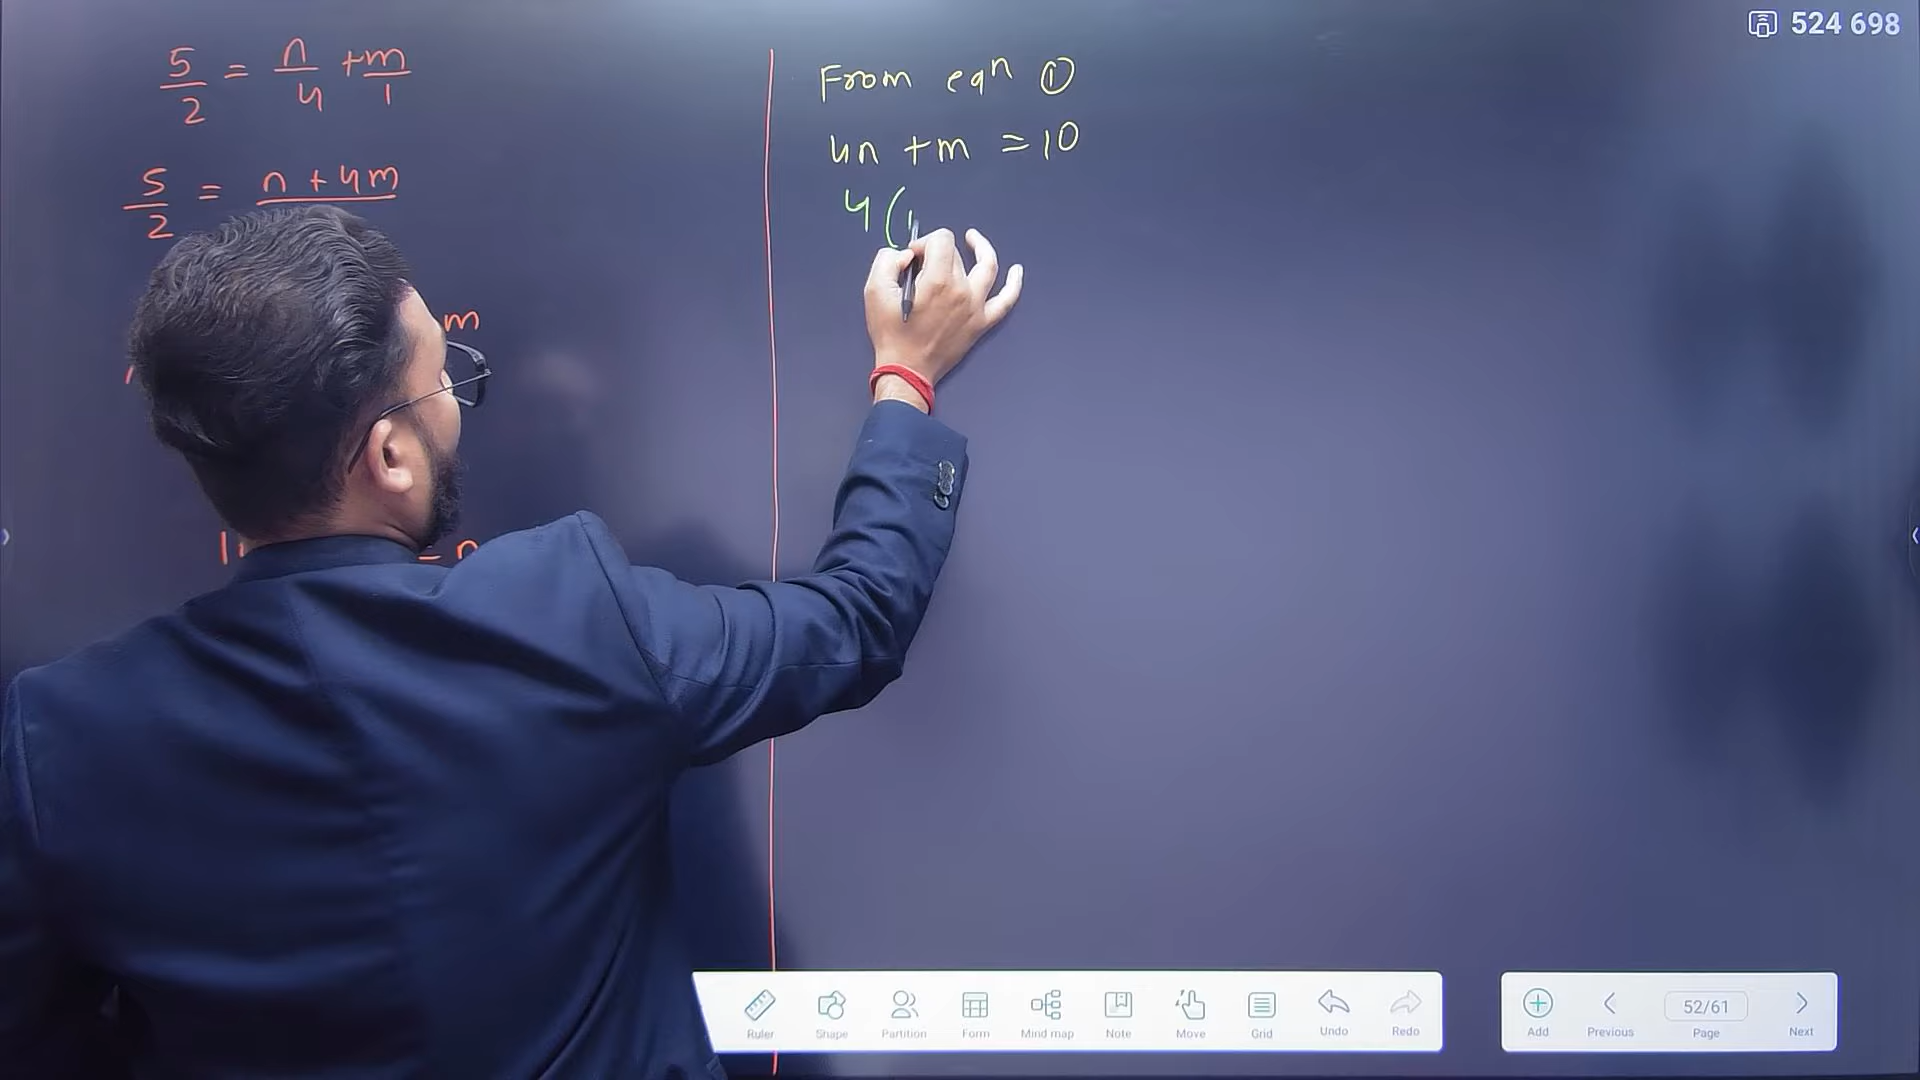 524 698
5/2 = n/4 + m/1
5/2 = n + 4m
m
= n
From eqn ①
4n + m = 10
4(
Ruler Shape Partition Form Mind map Note Move Grid Undo Redo
Add Previous 52/61 Page Next